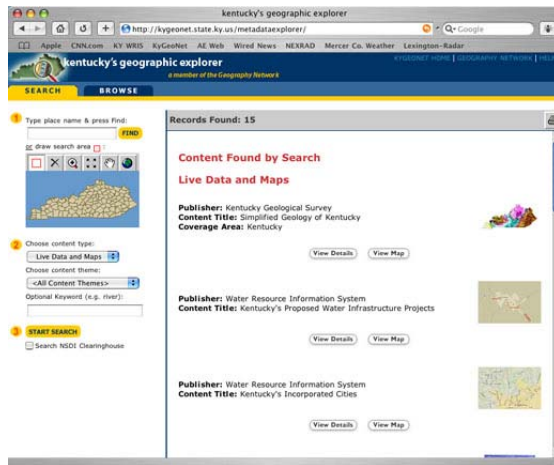 kentucky's geographic explorer
http://kygeonet.state.ky.us/metadataexplorer/
Google
Apple CNN.com KY WRIS KyGeoNet AE Web Wired News NEXRAD Mercer Co. Weather Lexington-Radar
kentucky's geographic explorer
a member of the Geography Network
KYGEONET HOME | GEOGRAPHY NETWORK | HELP
SEARCH BROWSE
1 Type place name & press Find:
FIND
or draw search area :
2 Choose content type:
Live Data and Maps
Choose content theme:
<All Content Themes>
Optional Keyword (e.g. river):
3 START SEARCH
Search NSDI Clearinghouse
Records Found: 15
Content Found by Search
Live Data and Maps
Publisher: Kentucky Geological Survey
Content Title: Simplified Geology of Kentucky
Coverage Area: Kentucky
View Details View Map
Publisher: Water Resource Information System
Content Title: Kentucky's Proposed Water Infrastructure Projects
View Details View Map
Publisher: Water Resource Information System
Content Title: Kentucky's Incorporated Cities
View Details View Map